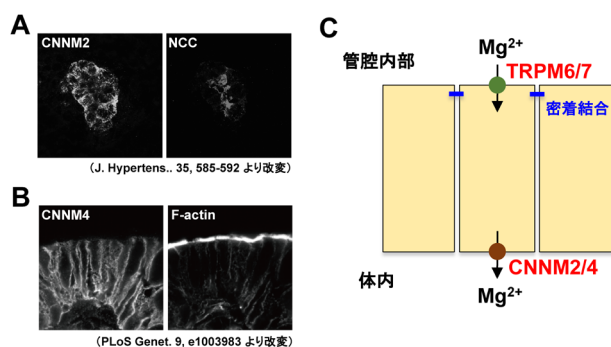 A
CNNM2
NCC
(J. Hypertens.. 35, 585-592 より改変)
B
CNNM4
F-actin
(PLoS Genet. 9, e1003983 より改変)
C
Mg2+
管腔内部
TRPM6/7
密着結合
体内
CNNM2/4
Mg2+